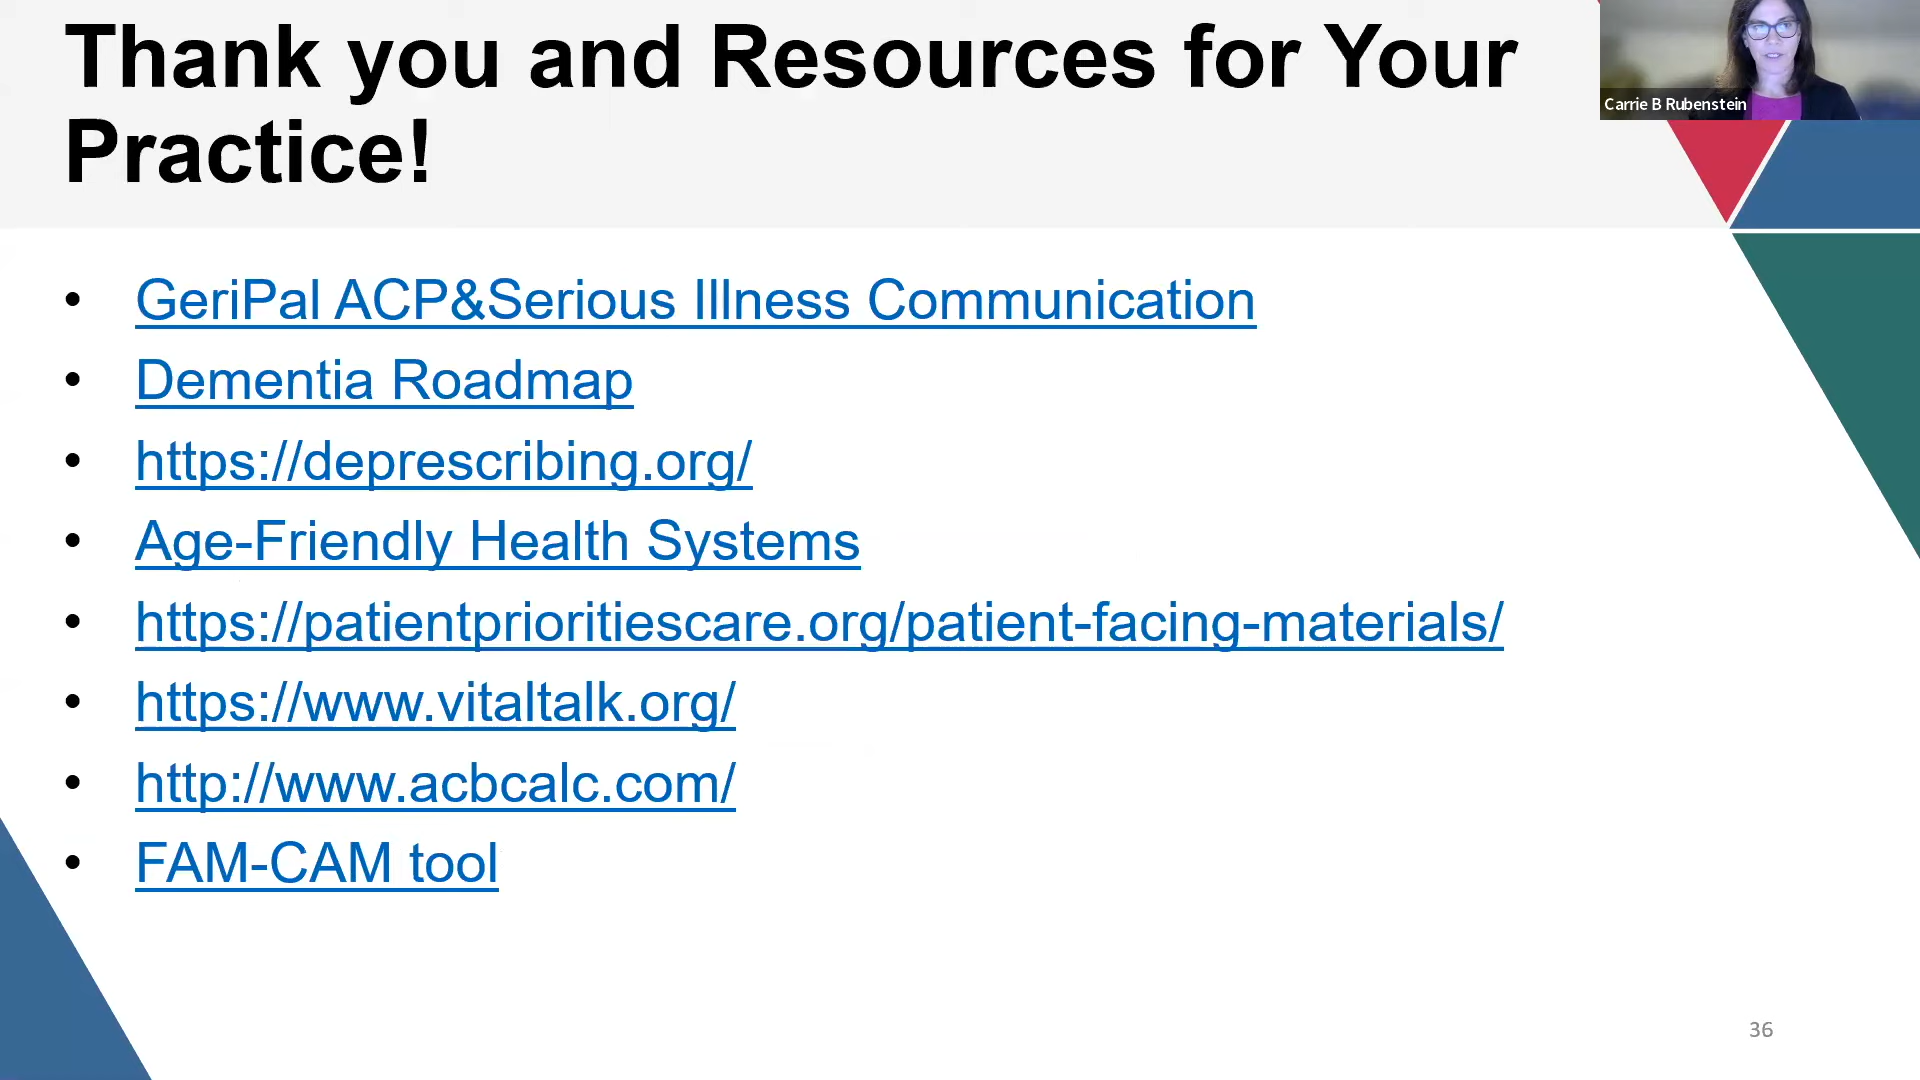 Thank you and Resources for Your
Practice!
Carrie B Rubenstein
• GeriPal ACP&Serious Illness Communication
• Dementia Roadmap
• https://deprescribing.org/
• Age-Friendly Health Systems
• https://patientprioritiescare.org/patient-facing-materials/
• https://www.vitaltalk.org/
• http://www.acbcalc.com/
• FAM-CAM tool
36